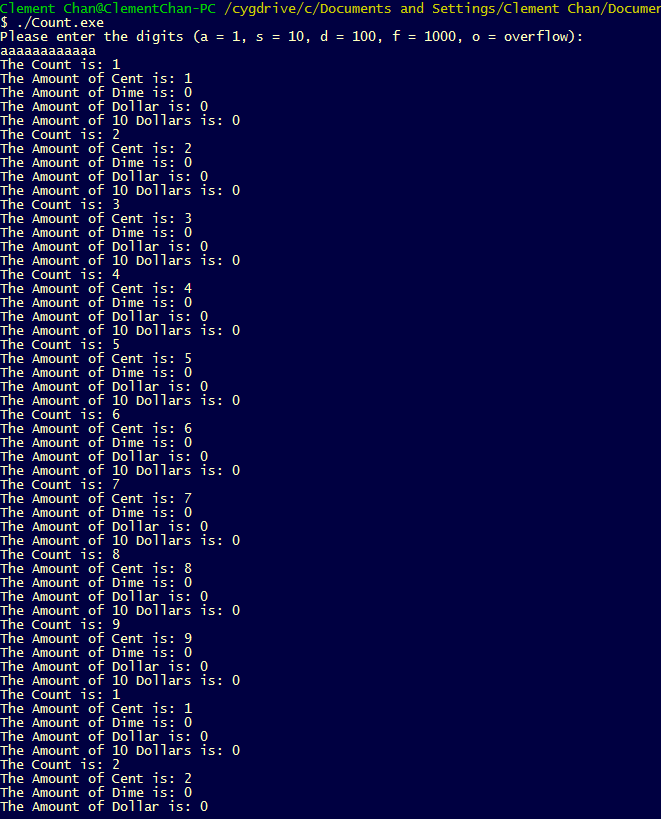 Clement Chan@ClementChan-PC /cygdrive/c/Documents and Settings/Clement Chan/Documen
$ ./Count.exe
Please enter the digits (a = 1, s = 10, d = 100, f = 1000, o = overflow):
aaaaaaaaaaaa
The Count is: 1
The Amount of Cent is: 1
The Amount of Dime is: 0
The Amount of Dollar is: 0
The Amount of 10 Dollars is: 0
The Count is: 2
The Amount of Cent is: 2
The Amount of Dime is: 0
The Amount of Dollar is: 0
The Amount of 10 Dollars is: 0
The Count is: 3
The Amount of Cent is: 3
The Amount of Dime is: 0
The Amount of Dollar is: 0
The Amount of 10 Dollars is: 0
The Count is: 4
The Amount of Cent is: 4
The Amount of Dime is: 0
The Amount of Dollar is: 0
The Amount of 10 Dollars is: 0
The Count is: 5
The Amount of Cent is: 5
The Amount of Dime is: 0
The Amount of Dollar is: 0
The Amount of 10 Dollars is: 0
The Count is: 6
The Amount of Cent is: 6
The Amount of Dime is: 0
The Amount of Dollar is: 0
The Amount of 10 Dollars is: 0
The Count is: 7
The Amount of Cent is: 7
The Amount of Dime is: 0
The Amount of Dollar is: 0
The Amount of 10 Dollars is: 0
The Count is: 8
The Amount of Cent is: 8
The Amount of Dime is: 0
The Amount of Dollar is: 0
The Amount of 10 Dollars is: 0
The Count is: 9
The Amount of Cent is: 9
The Amount of Dime is: 0
The Amount of Dollar is: 0
The Amount of 10 Dollars is: 0
The Count is: 1
The Amount of Cent is: 1
The Amount of Dime is: 0
The Amount of Dollar is: 0
The Amount of 10 Dollars is: 0
The Count is: 2
The Amount of Cent is: 2
The Amount of Dime is: 0
The Amount of Dollar is: 0